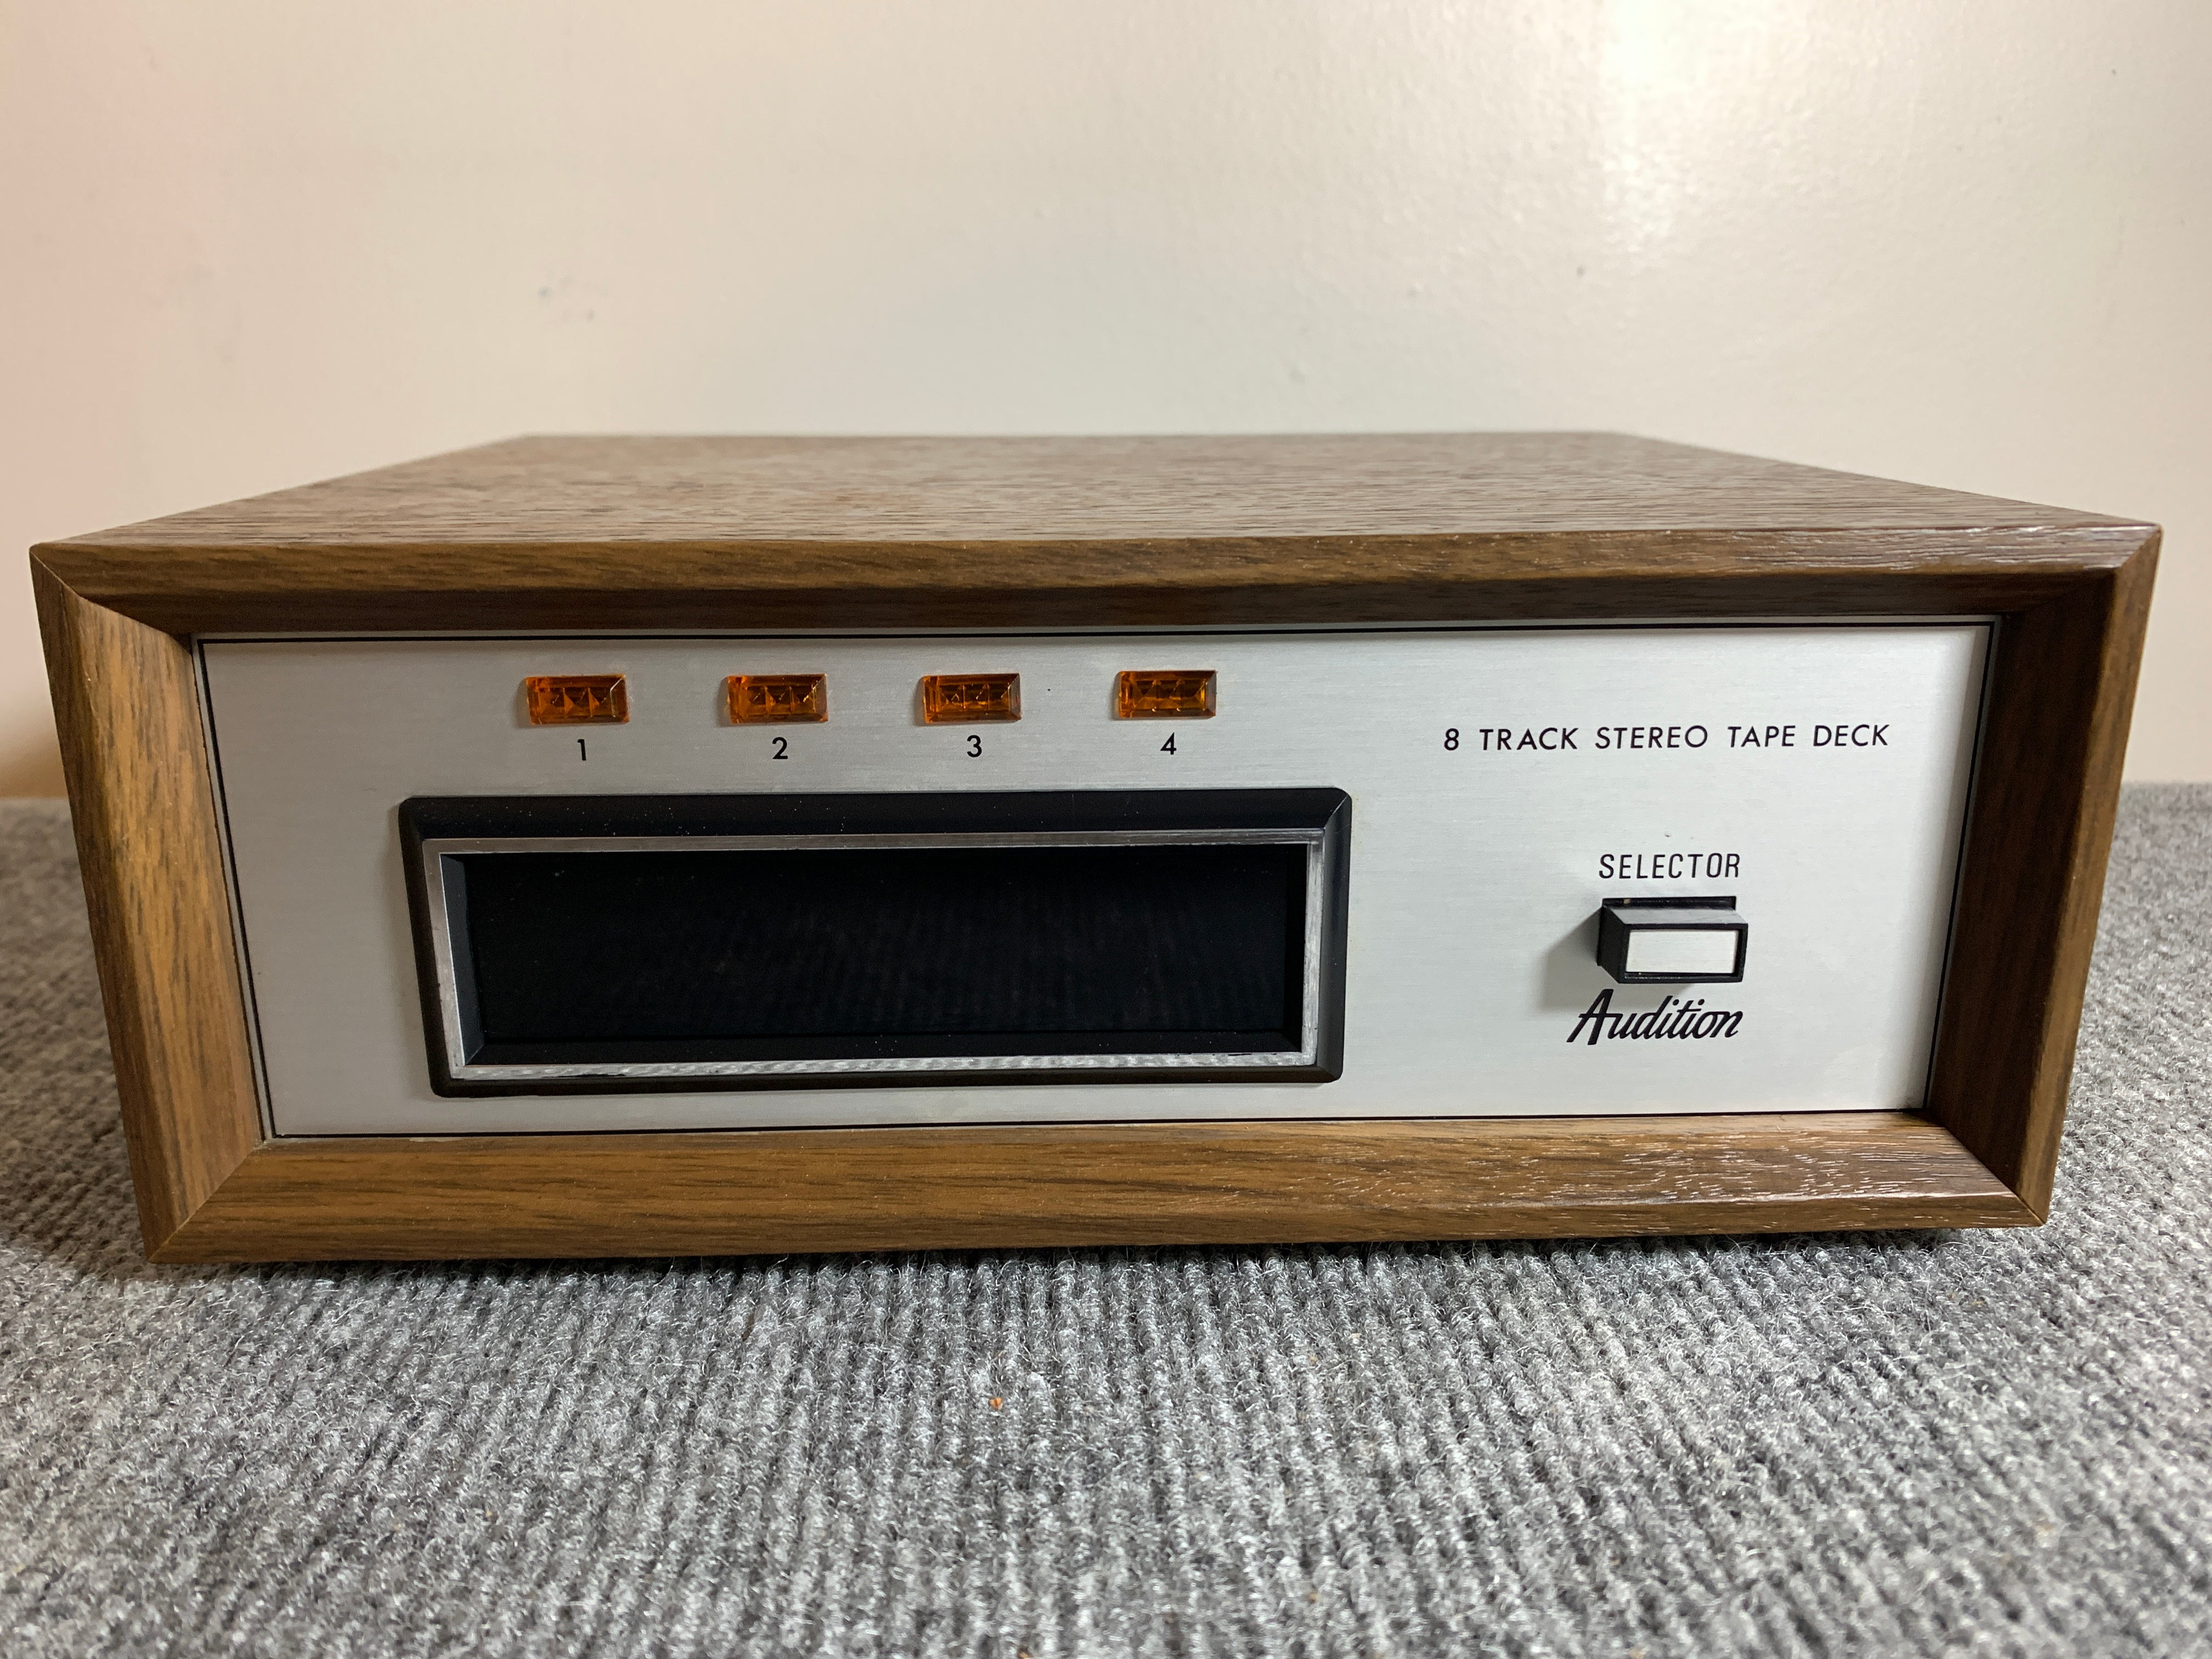 1 2 3 4
8 TRACK STEREO TAPE DECK
SELECTOR
Audition